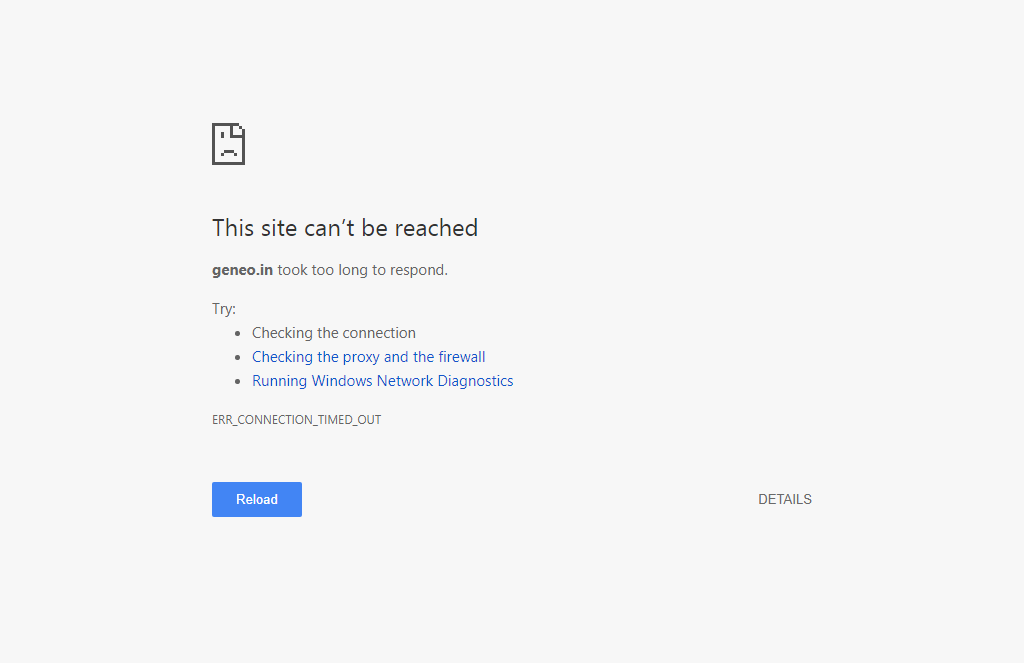 This site can’t be reached
geneo.in took too long to respond.
Try:
Checking the connection
Checking the proxy and the firewall
Running Windows Network Diagnostics
ERR_CONNECTION_TIMED_OUT
Reload
DETAILS